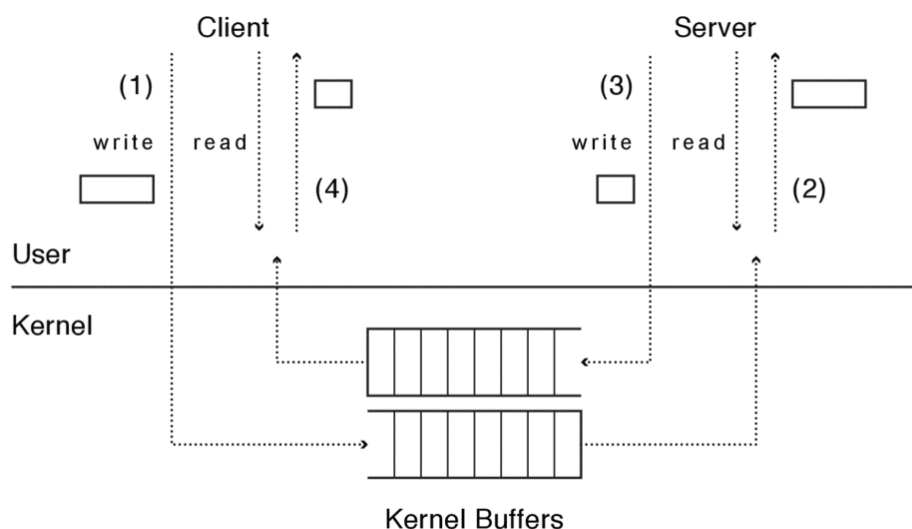 Client Server
(1) (3)
write read write read
(4) (2)
User
Kernel
Kernel Buffers